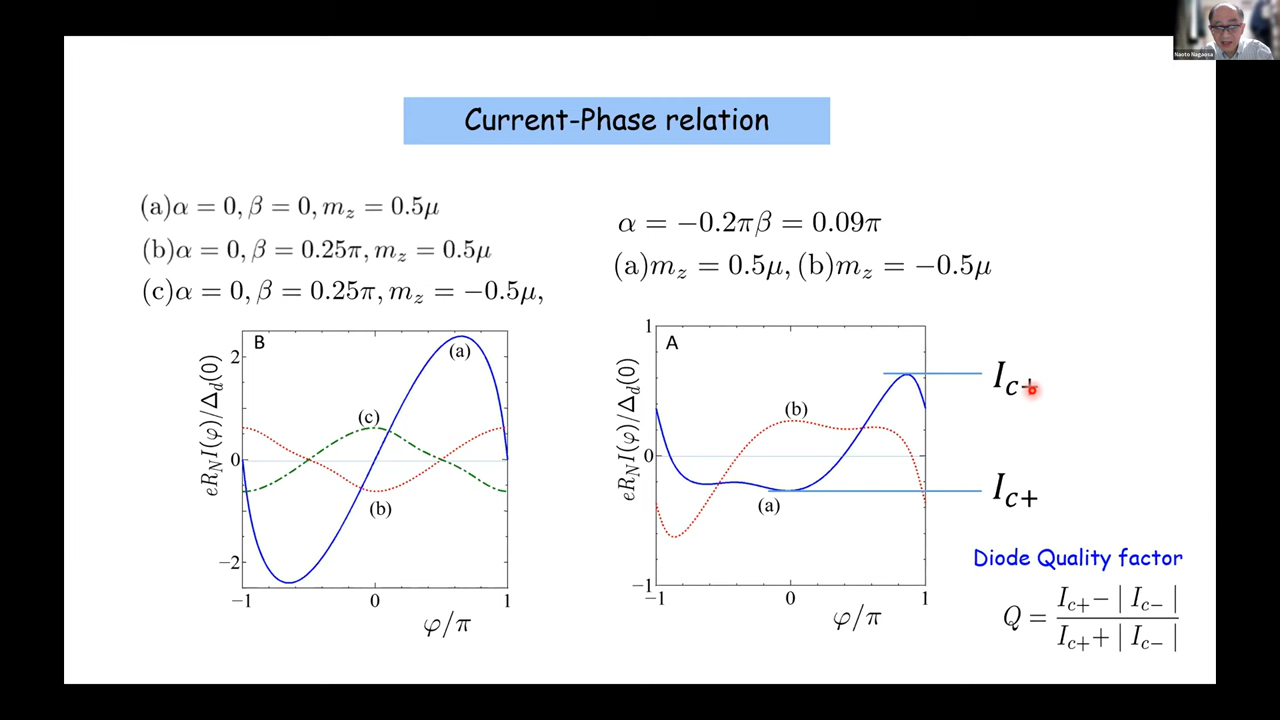 Naoto Nagaosa
Current-Phase relation
(a)α = 0, β = 0, m_z = 0.5μ
(b)α = 0, β = 0.25π, m_z = 0.5μ
(c)α = 0, β = 0.25π, m_z = −0.5μ,
α = −0.2πβ = 0.09π
(a)m_z = 0.5μ, (b)m_z = −0.5μ
B
(a)
(c)
(b)
2
0
−2
−1
0
1
eR_N I(φ)/Δ_d(0)
φ/π
A
(b)
(a)
1
0
−1
−1
0
1
eR_N I(φ)/Δ_d(0)
φ/π
I_c+
I_c+
Diode Quality factor
Q = (I_c+ − | I_c− |) / (I_c+ + | I_c− |)